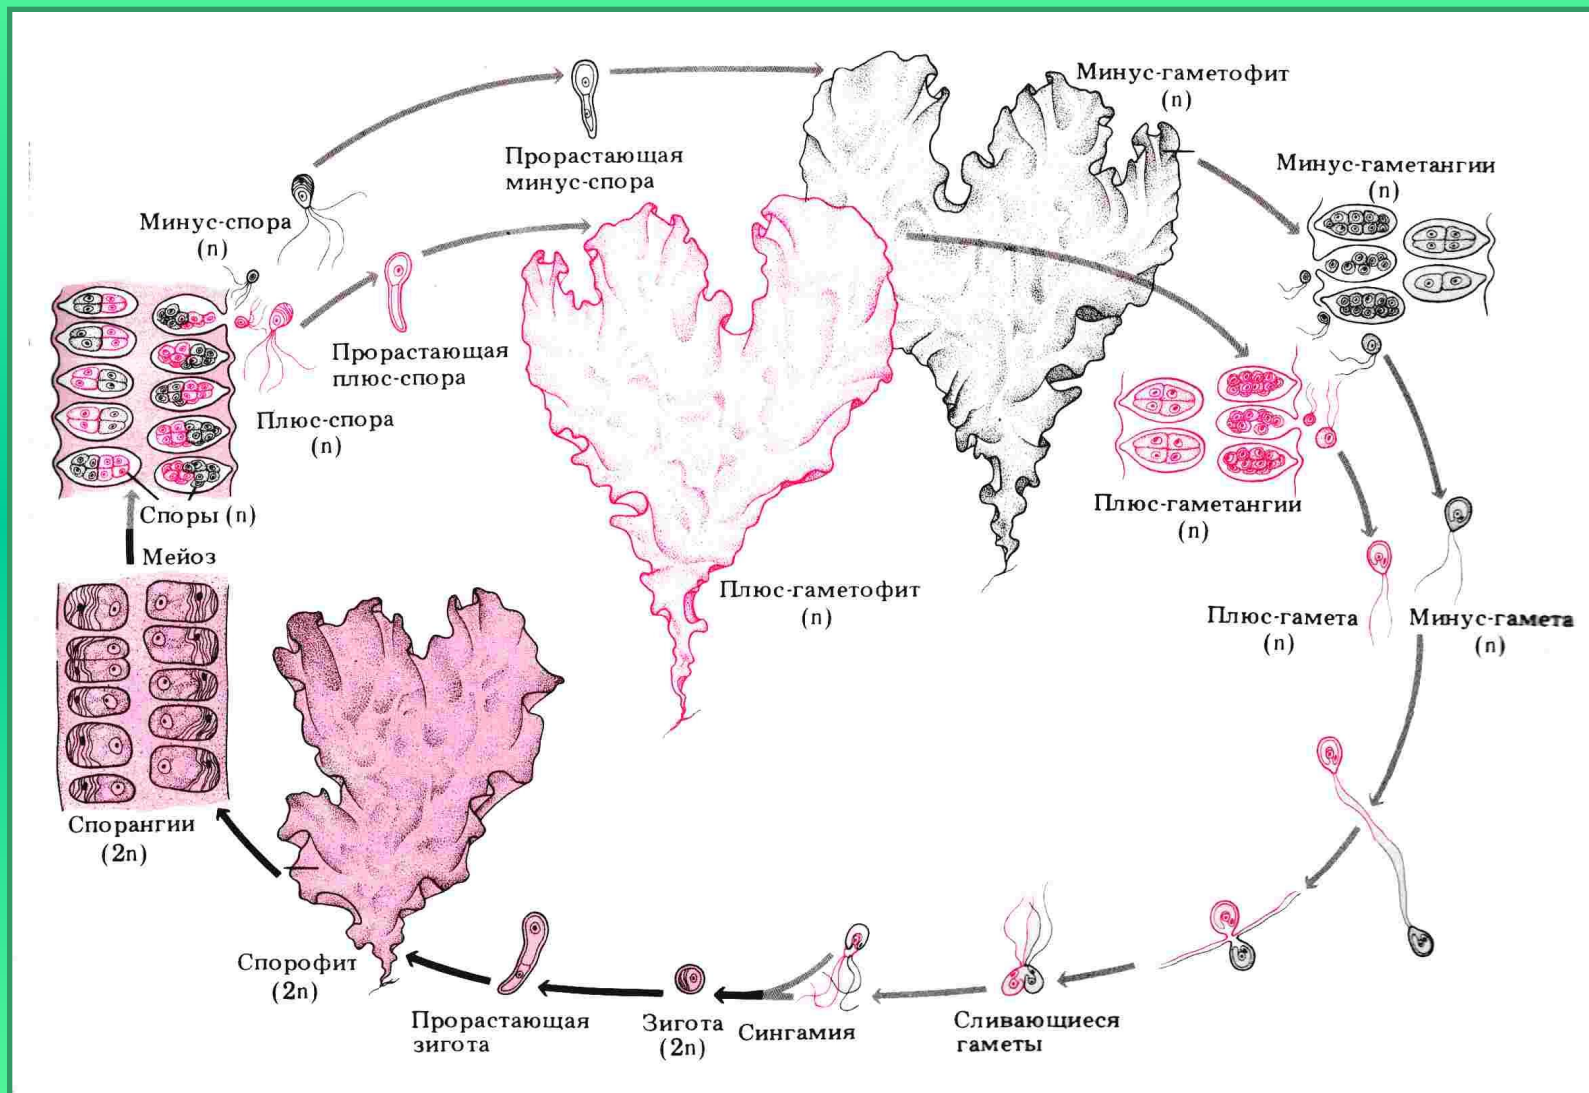 Минус-гаметофит
(n)
Прорастающая
минус-спора
Минус-гаметангии
(n)
Минус-спора
(n)
Прорастающая
плюс-спора
Плюс-спора
(n)
Плюс-гаметангии
(n)
Споры (n)
Мейоз
Плюс-гаметофит
(n)
Плюс-гамета
(n)
Минус-гамета
(n)
Спорангии
(2n)
Спорофит
(2n)
Прорастающая
зигота
Зигота
(2n)
Сингамия
Сливающиеся
гаметы